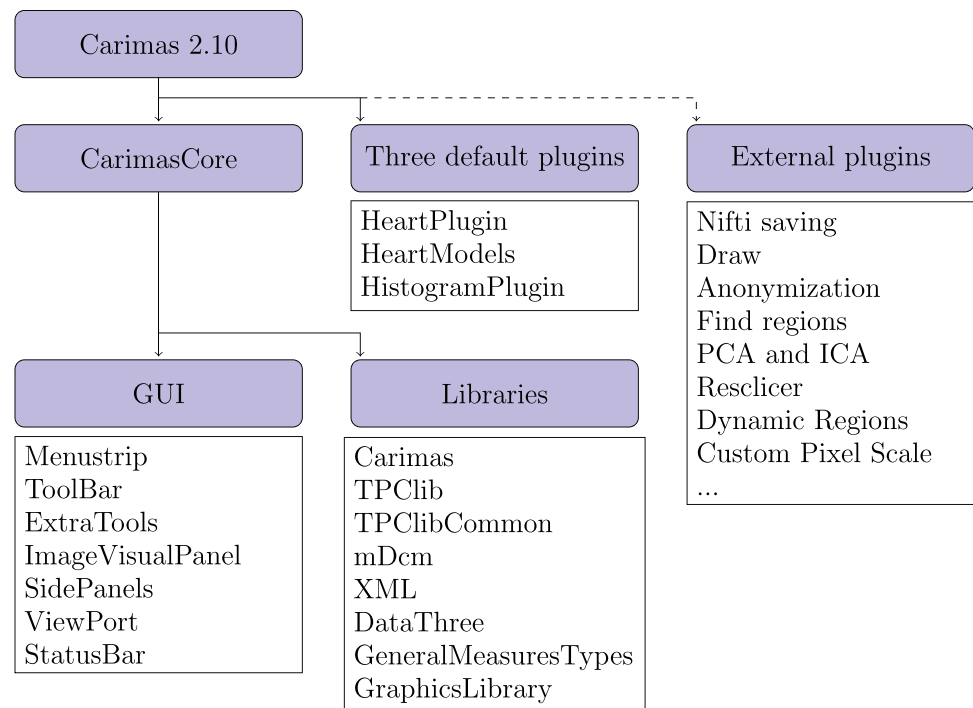 Carimas 2.10
CarimasCore
Three default plugins
External plugins
HeartPlugin
HeartModels
HistogramPlugin
Nifti saving
Draw
Anonymization
Find regions
PCA and ICA
Resclicer
Dynamic Regions
Custom Pixel Scale
...
GUI
Libraries
Menustrip
ToolBar
ExtraTools
ImageVisualPanel
SidePanels
ViewPort
StatusBar
Carimas
TPClib
TPClibCommon
mDcm
XML
DataThree
GeneralMeasuresTypes
GraphicsLibrary